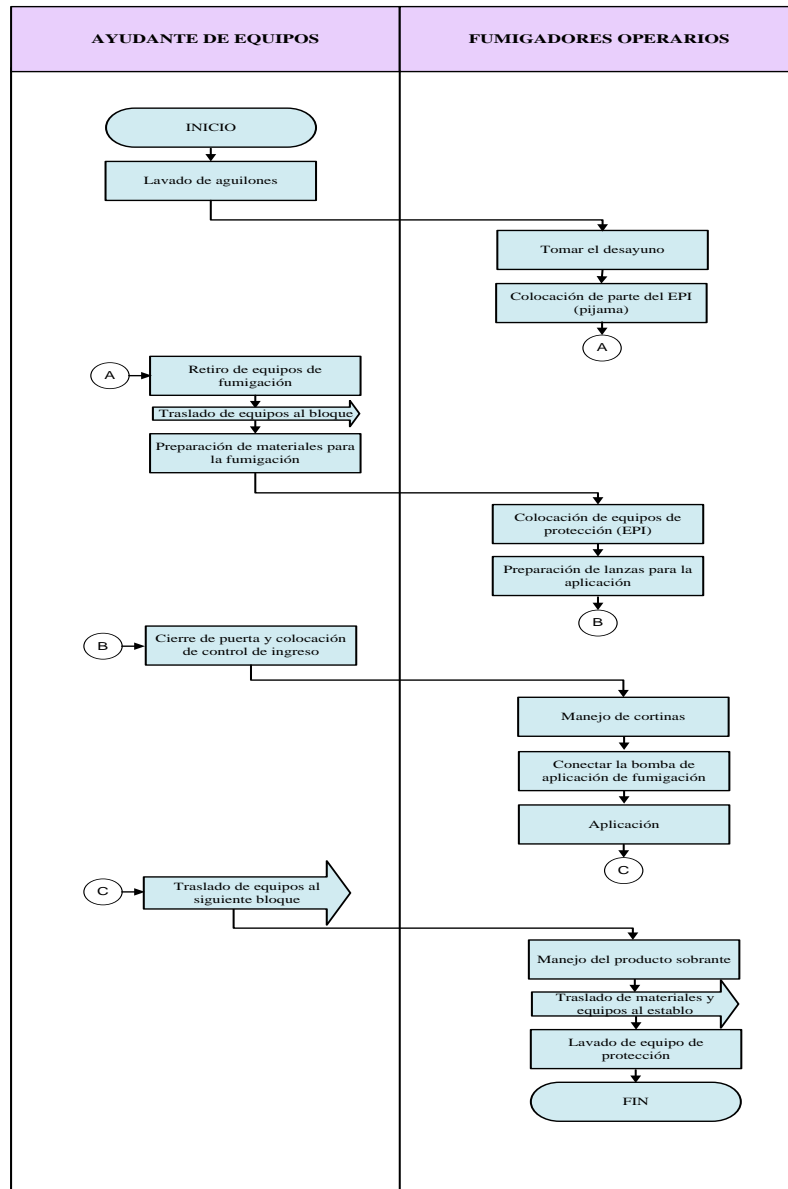 AYUDANTE DE EQUIPOS
FUMIGADORES OPERARIOS
INICIO
Lavado de aguilones
Tomar el desayuno
Colocación de parte del EPI
(pijama)
A
A
Retiro de equipos de
fumigación
Traslado de equipos al bloque
Preparación de materiales para
la fumigación
Colocación de equipos de
protección (EPI)
Preparación de lanzas para la
aplicación
B
B
Cierre de puerta y colocación
de control de ingreso
Manejo de cortinas
Conectar la bomba de
aplicación de fumigación
Aplicación
C
C
Traslado de equipos al
siguiente bloque
Manejo del producto sobrante
Traslado de materiales y
equipos al establo
Lavado de equipo de
protección
FIN